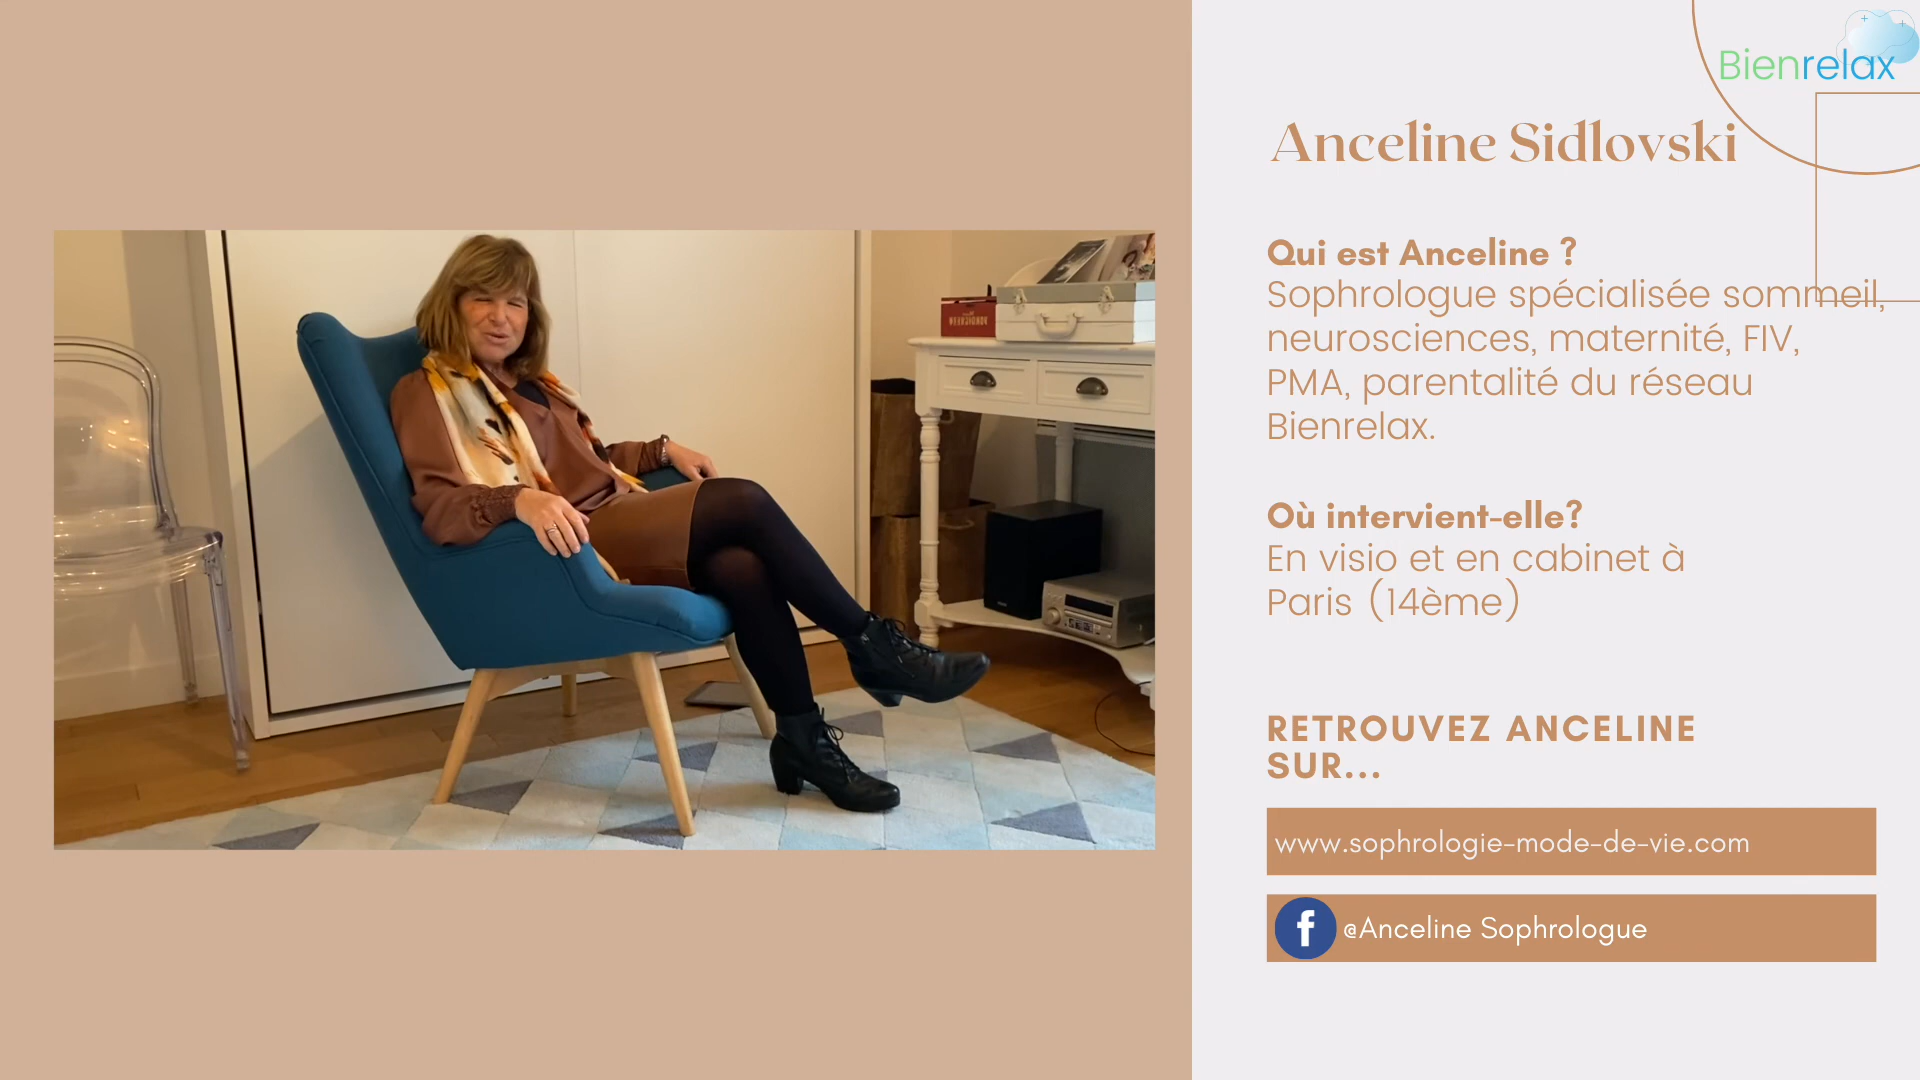 Bienrelax
Anceline Sidlovski
Qui est Anceline ?
Sophrologue spécialisée sommeil,
neurosciences, maternité, FIV,
PMA, parentalité du réseau
Bienrelax.
Où intervient-elle?
En visio et en cabinet à
Paris (14ème)
RETROUVEZ ANCELINE
SUR...
www.sophrologie-mode-de-vie.com
@Anceline Sophrologue